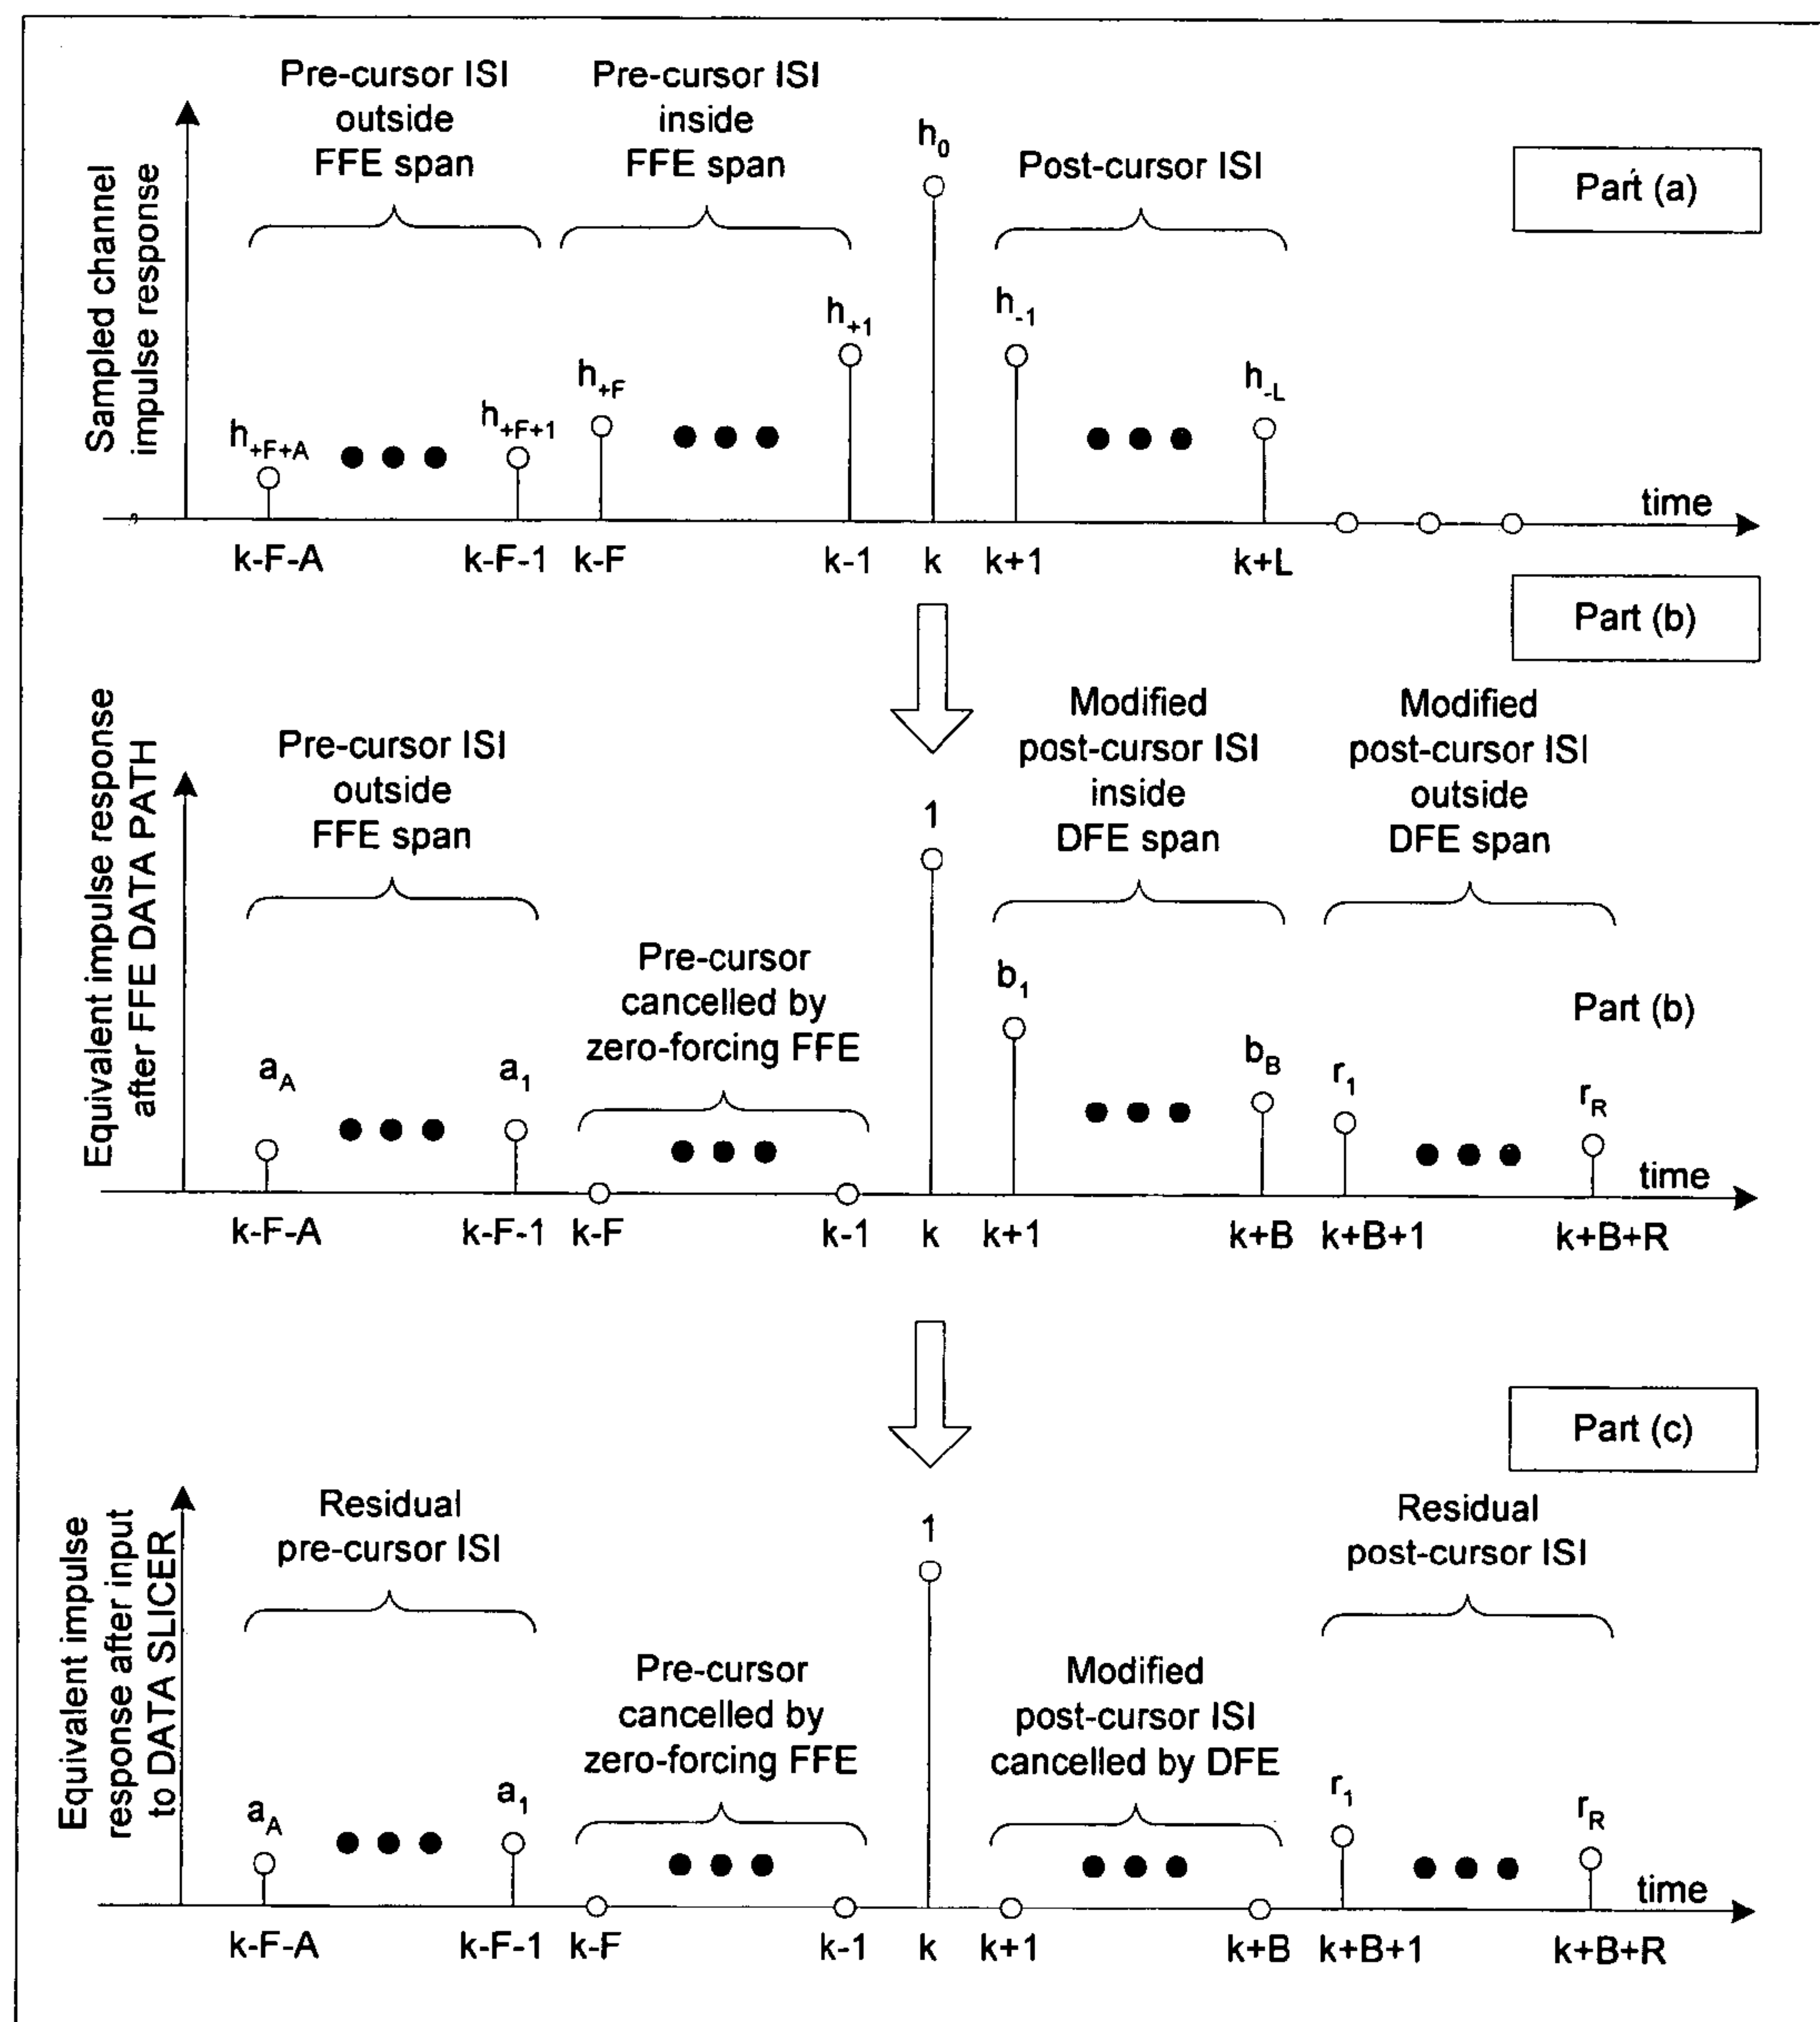 Part (a)
Sampled channel
impulse response
Pre-cursor ISI
outside
FFE span
Pre-cursor ISI
inside
FFE span
Post-cursor ISI
h+F+A
h+F+1
h+F
h+1
h0
h-1
h-L
time
k-F-A
k-F-1
k-F
k-1
k
k+1
k+L
Part (b)
Equivalent impulse response
after FFE DATA PATH
Pre-cursor ISI
outside
FFE span
Pre-cursor
cancelled by
zero-forcing FFE
Modified
post-cursor ISI
inside
DFE span
Modified
post-cursor ISI
outside
DFE span
Part (b)
aA
a1
1
b1
bB
r1
rR
time
k-F-A
k-F-1
k-F
k-1
k
k+1
k+B
k+B+1
k+B+R
Part (c)
Equivalent impulse
response after input
to DATA SLICER
Residual
pre-cursor ISI
Pre-cursor
cancelled by
zero-forcing FFE
Modified
post-cursor ISI
cancelled by DFE
Residual
post-cursor ISI
aA
a1
1
r1
rR
time
k-F-A
k-F-1
k-F
k-1
k
k+1
k+B
k+B+1
k+B+R